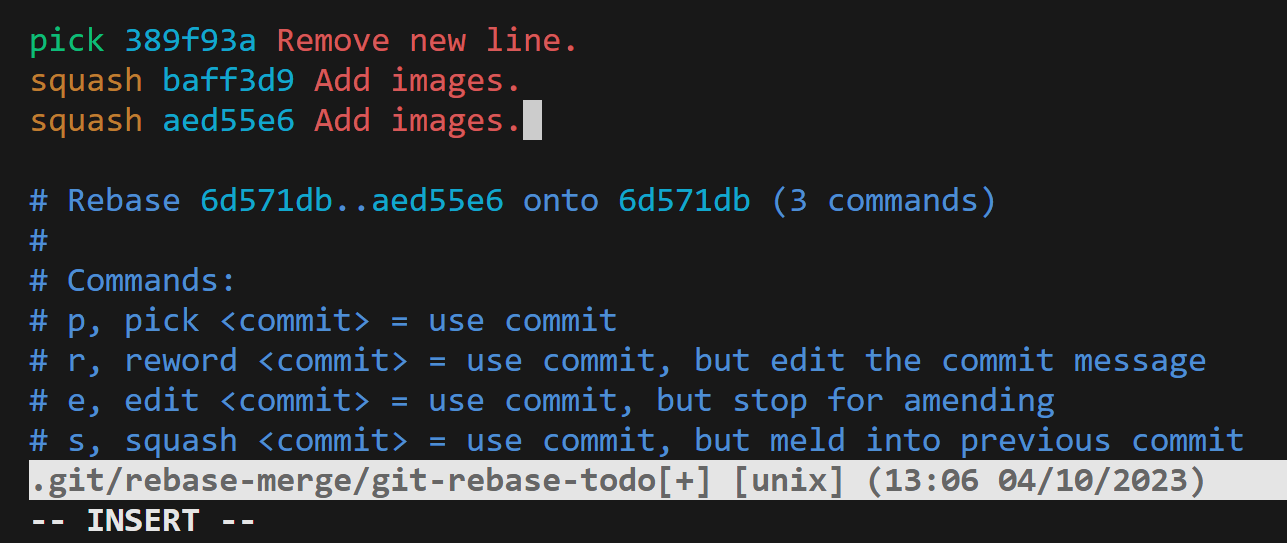 pick 389f93a Remove new line.
squash baff3d9 Add images.
squash aed55e6 Add images.
# Rebase 6d571db..aed55e6 onto 6d571db (3 commands)
#
# Commands:
# p, pick <commit> = use commit
# r, reword <commit> = use commit, but edit the commit message
# e, edit <commit> = use commit, but stop for amending
# s, squash <commit> = use commit, but meld into previous commit
.git/rebase-merge/git-rebase-todo[+] [unix] (13:06 04/10/2023)
-- INSERT --